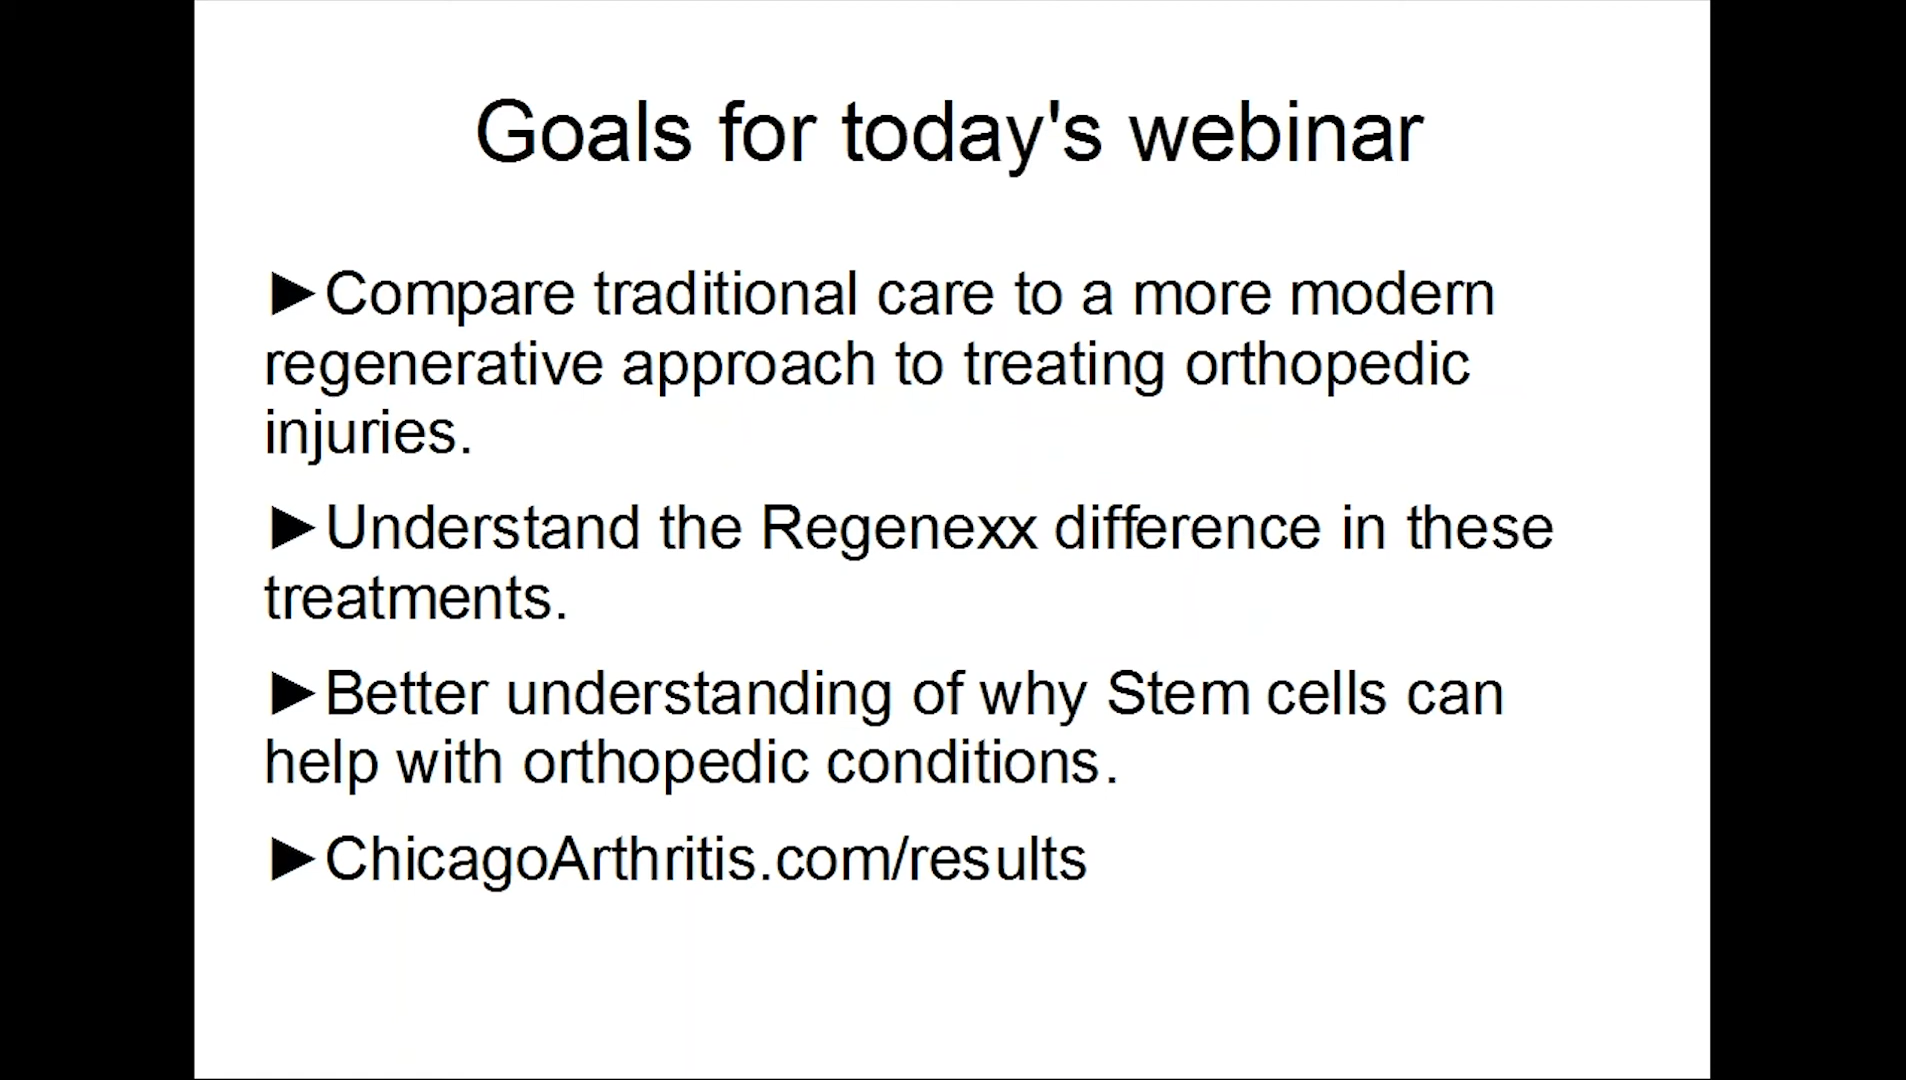 Goals for today's webinar
►Compare traditional care to a more modern
regenerative approach to treating orthopedic
injuries.
►Understand the Regenexx difference in these
treatments.
►Better understanding of why Stem cells can
help with orthopedic conditions.
►ChicagoArthritis.com/results